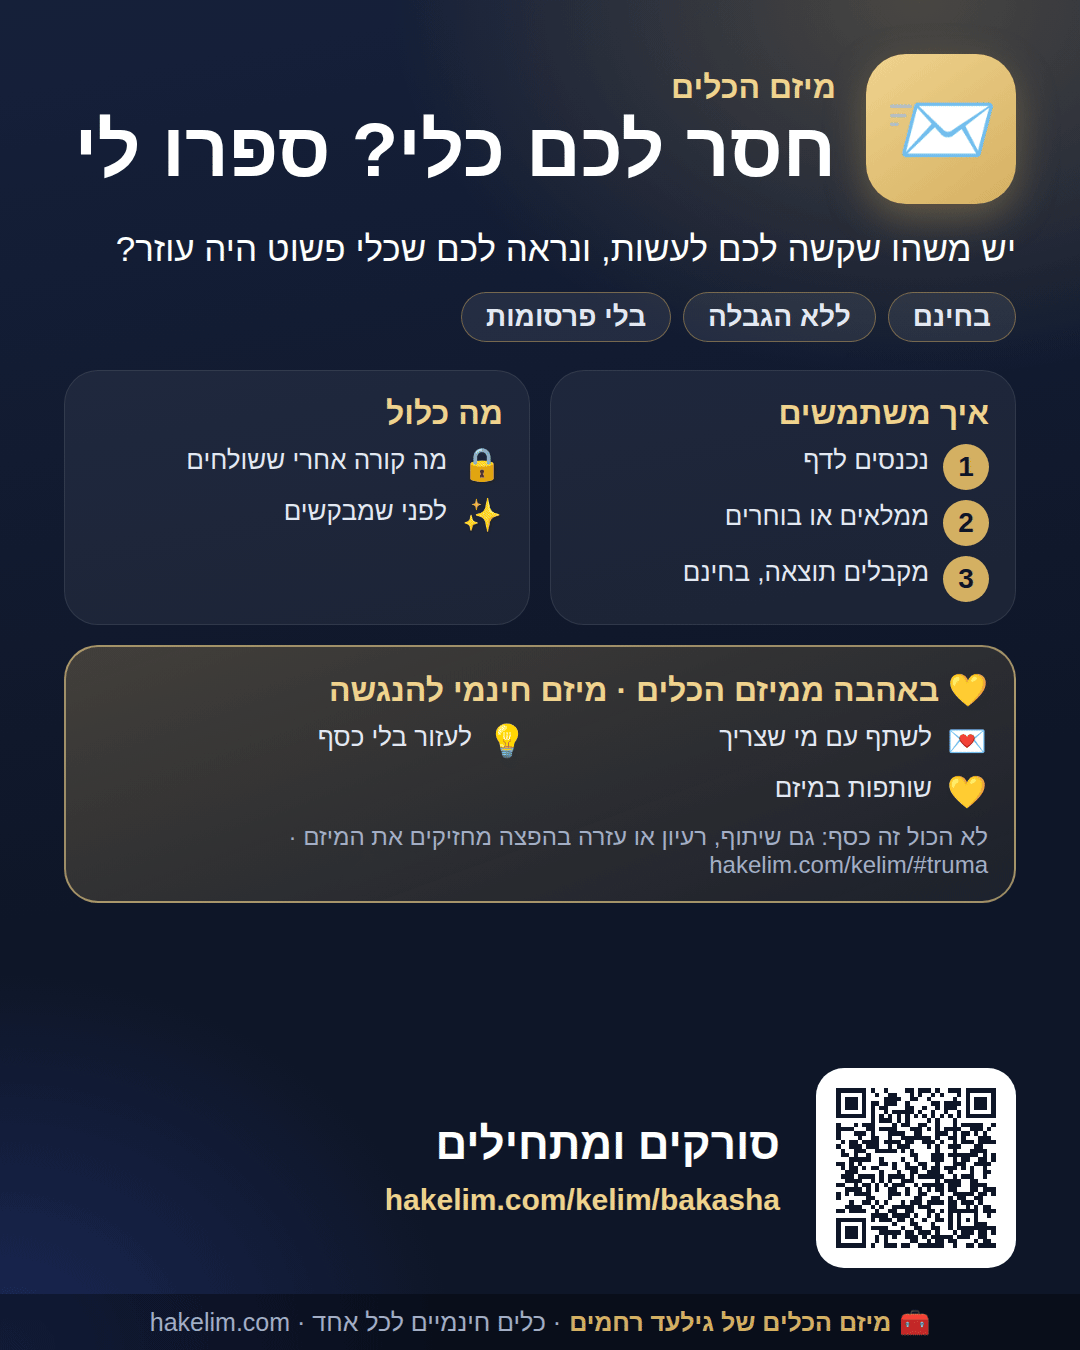 מיזם הכלים
חסר לכם כלי? ספרו לי
יש משהו שקשה לכם לעשות, ונראה לכם שכלי פשוט היה עוזר?
בחינם
ללא הגבלה
בלי פרסומות
איך משתמשים
1 נכנסים לדף
2 ממלאים או בוחרים
3 מקבלים תוצאה, בחינם
מה כלול
מה קורה אחרי ששולחים
לפני שמבקשים
באהבה ממיזם הכלים · מיזם חינמי להנגשה
לשתף עם מי שצריך
לעזור בלי כסף
שותפות במיזם
לא הכול זה כסף: גם שיתוף, רעיון או עזרה בהפצה מחזיקים את המיזם ·
hakelim.com/kelim/#truma
סורקים ומתחילים
hakelim.com/kelim/bakasha
מיזם הכלים של גילעד רחמים · כלים חינמיים לכל אחד · hakelim.com